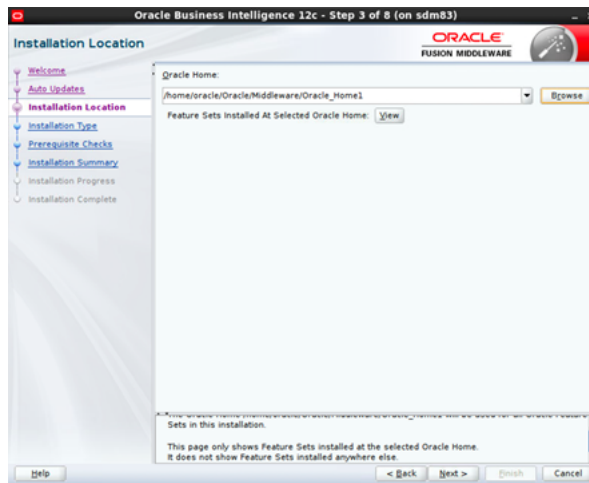 Oracle Business Intelligence 12c - Step 3 of 8 (on sdm83)
Installation Location
ORACLE
FUSION MIDDLEWARE
Welcome
Auto Updates
Installation Location
Installation Type
Prerequisite Checks
Installation Summary
Installation Progress
Installation Complete
Oracle Home:
/home/oracle/Oracle/Middleware/Oracle_Home1
Browse
Feature Sets Installed At Selected Oracle Home: View
Sets in this installation.
This page only shows Feature Sets installed at the selected Oracle Home.
It does not show Feature Sets installed anywhere else.
Help
< Back
Next >
Finish
Cancel